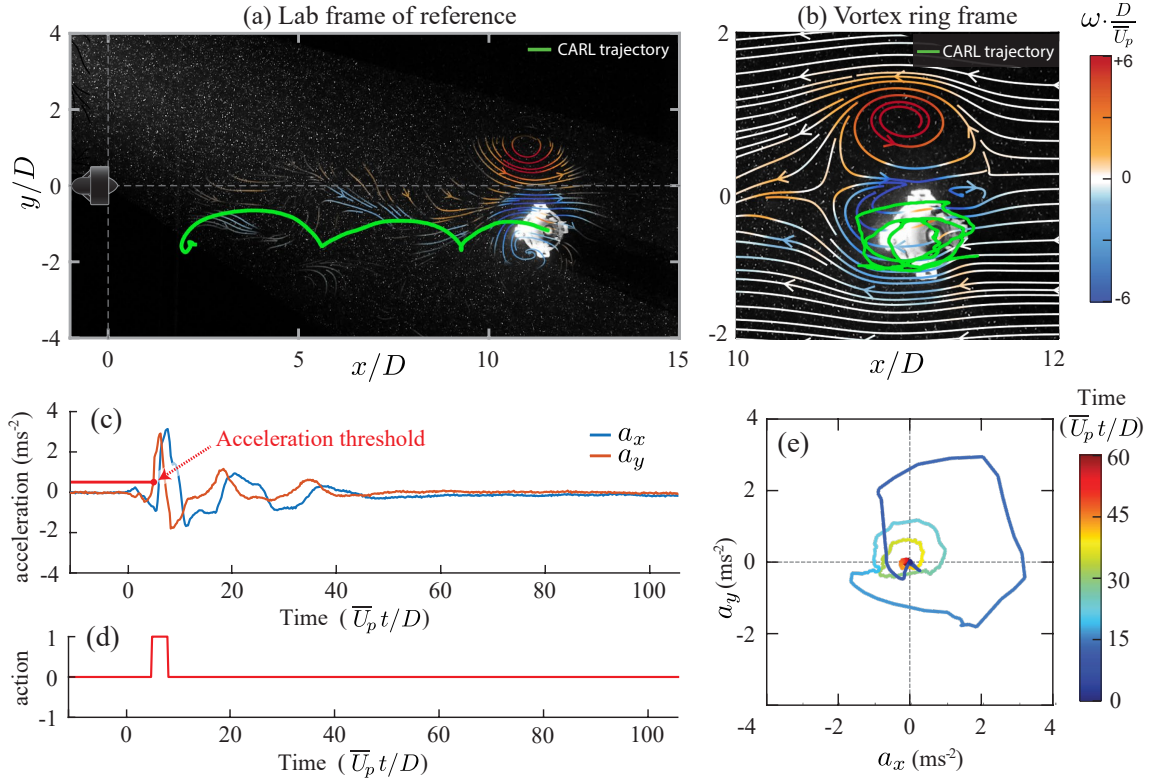 (a) Lab frame of reference
CARL trajectory
4
2
0
-2
-4
y/D
0
5
10
15
x/D
(b) Vortex ring frame
CARL trajectory
2
0
-2
10
12
x/D
ω · D/U̅ₚ
+6
0
-6
(c)
4
2
0
-2
-4
acceleration (ms⁻²)
Acceleration threshold
aₓ
a_y
0
20
40
60
80
100
Time (U̅ₚ t/D)
(d)
1
0
-1
action
0
20
40
60
80
100
Time (U̅ₚ t/D)
(e)
4
2
0
-2
a_y (ms⁻²)
-4
-2
0
2
4
aₓ (ms⁻²)
Time
(U̅ₚ t/D)
60
45
30
15
0